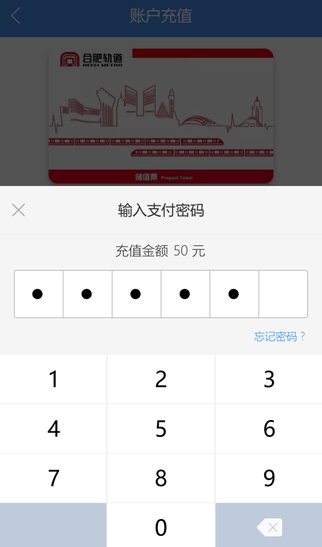 账户充值
合肥轨道
HEFEI METRO
储值票 Prepaid Ticket
输入支付密码
充值金额 50 元
忘记密码？
1 2 3
4 5 6
7 8 9
0